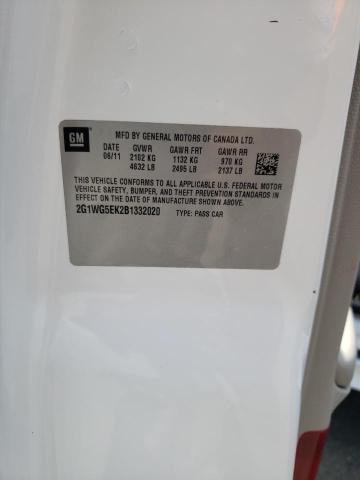 GM
MFD BY GENERAL MOTORS OF CANADA LTD.
DATE GVWR GAWR FRT GAWR RR
06/11 2102 KG 1132 KG 970 KG
4632 LB 2495 LB 2137 LB
THIS VEHICLE CONFORMS TO ALL APPLICABLE U.S. FEDERAL MOTOR
VEHICLE SAFETY, BUMPER, AND THEFT PREVENTION STANDARDS IN
EFFECT ON THE DATE OF MANUFACTURE SHOWN ABOVE.
2G1WG5EK2B1332020 TYPE: PASS CAR